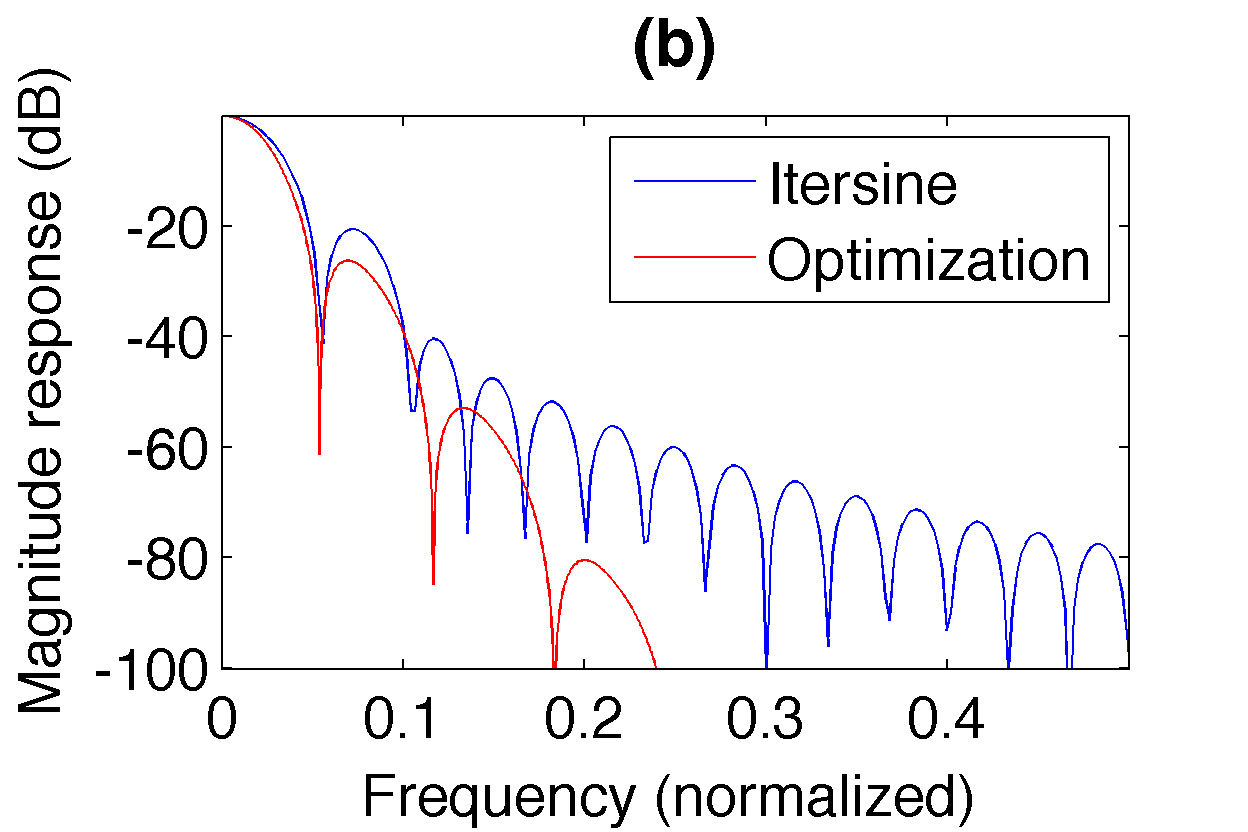 (b)
Magnitude response (dB)
Itersine
Optimization
-20
-40
-60
-80
-100
0
0.1
0.2
0.3
0.4
Frequency (normalized)